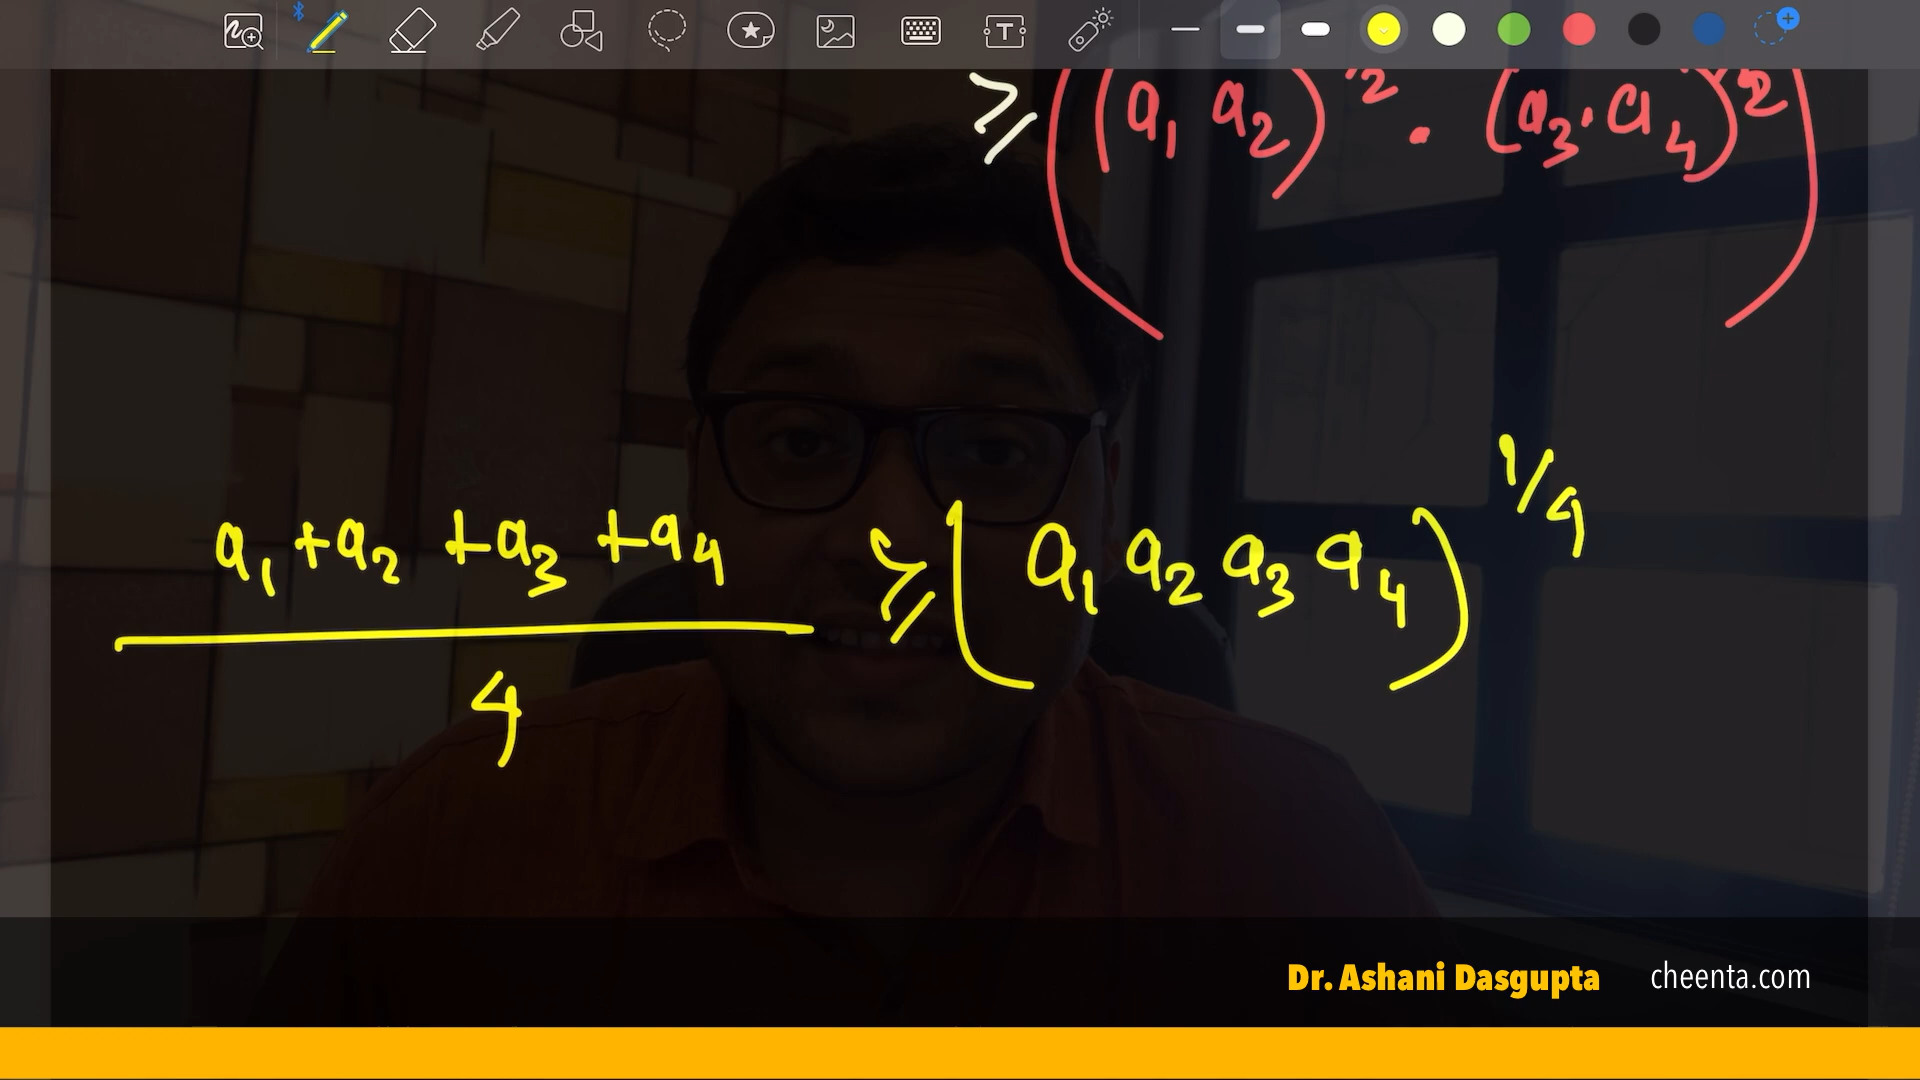 ≥ ((a₁ a₂)^½ · (a₃·a₄)^½)
(a₁ + a₂ + a₃ + a₄)/4 ≥ (a₁ a₂ a₃ a₄)^1/4
Dr. Ashani Dasgupta cheenta.com